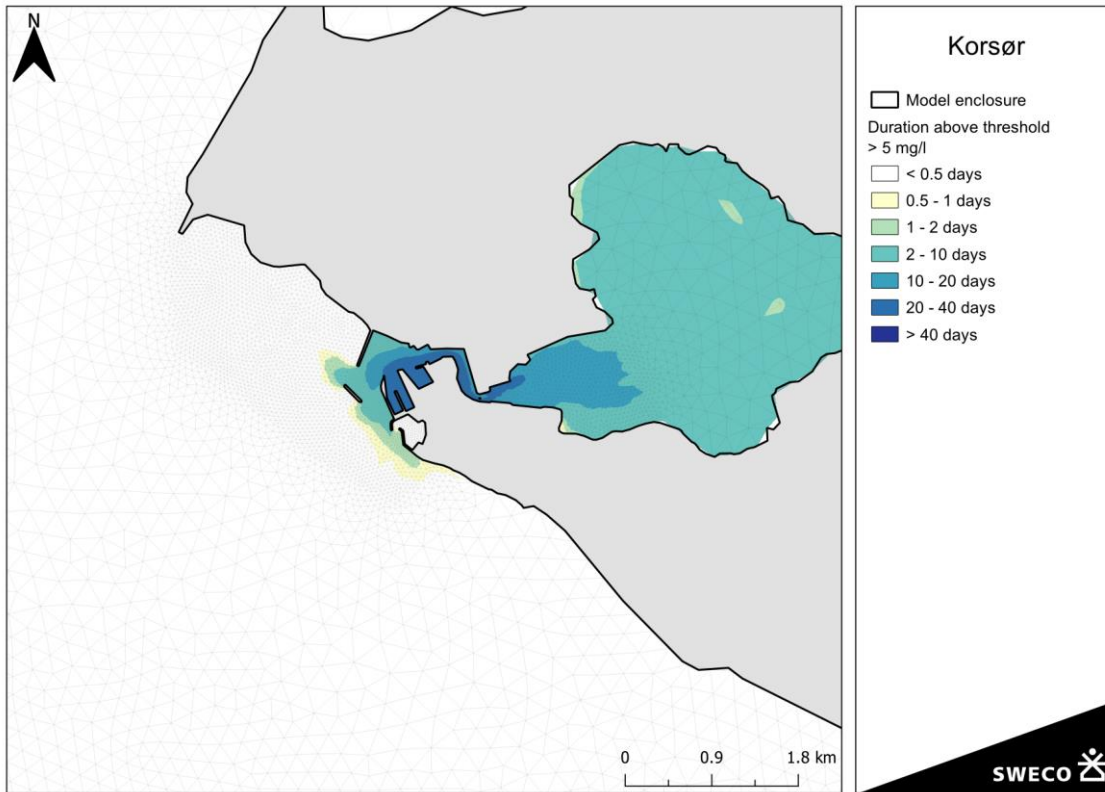 N
0 0.9 1.8 km
Korsør
Model enclosure
Duration above threshold
> 5 mg/l
< 0.5 days
0.5 - 1 days
1 - 2 days
2 - 10 days
10 - 20 days
20 - 40 days
> 40 days
SWECO